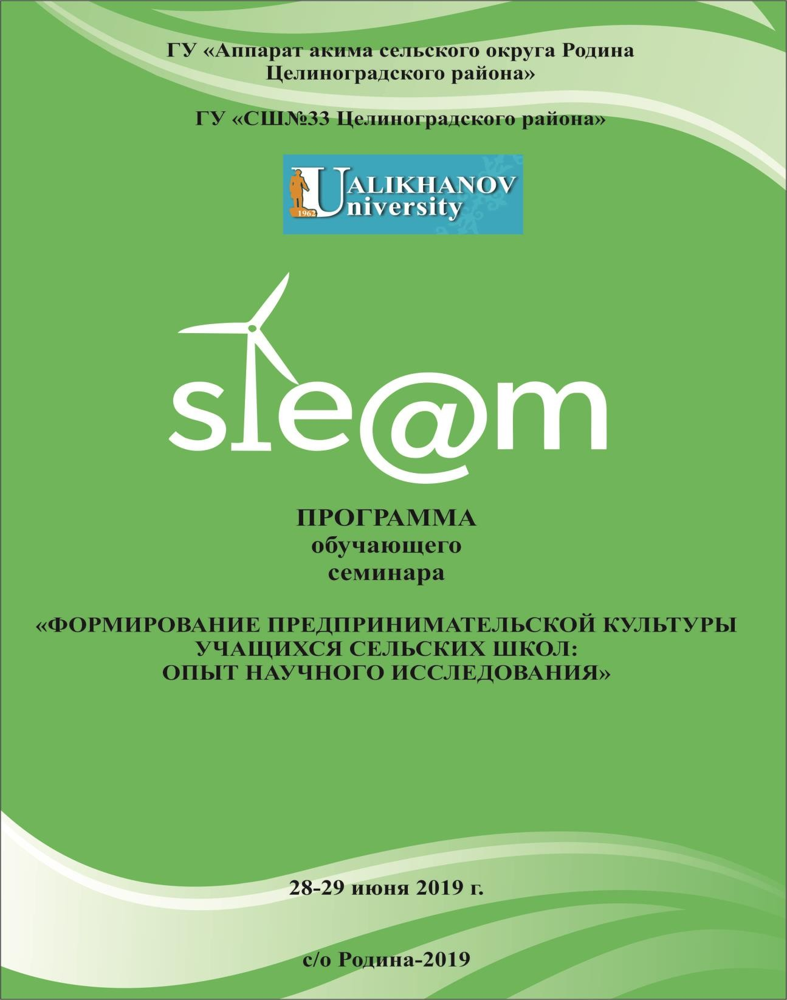 ГУ «Аппарат акима сельского округа Родина
Целиноградского района»
ГУ «СШ№33 Целиноградского района»
UALIKHANOV
University
1962
ste@m
ПРОГРАММА
обучающего
семинара
«ФОРМИРОВАНИЕ ПРЕДПРИНИМАТЕЛЬСКОЙ КУЛЬТУРЫ
УЧАЩИХСЯ СЕЛЬСКИХ ШКОЛ:
ОПЫТ НАУЧНОГО ИССЛЕДОВАНИЯ»
28-29 июня 2019 г.
с/о Родина-2019